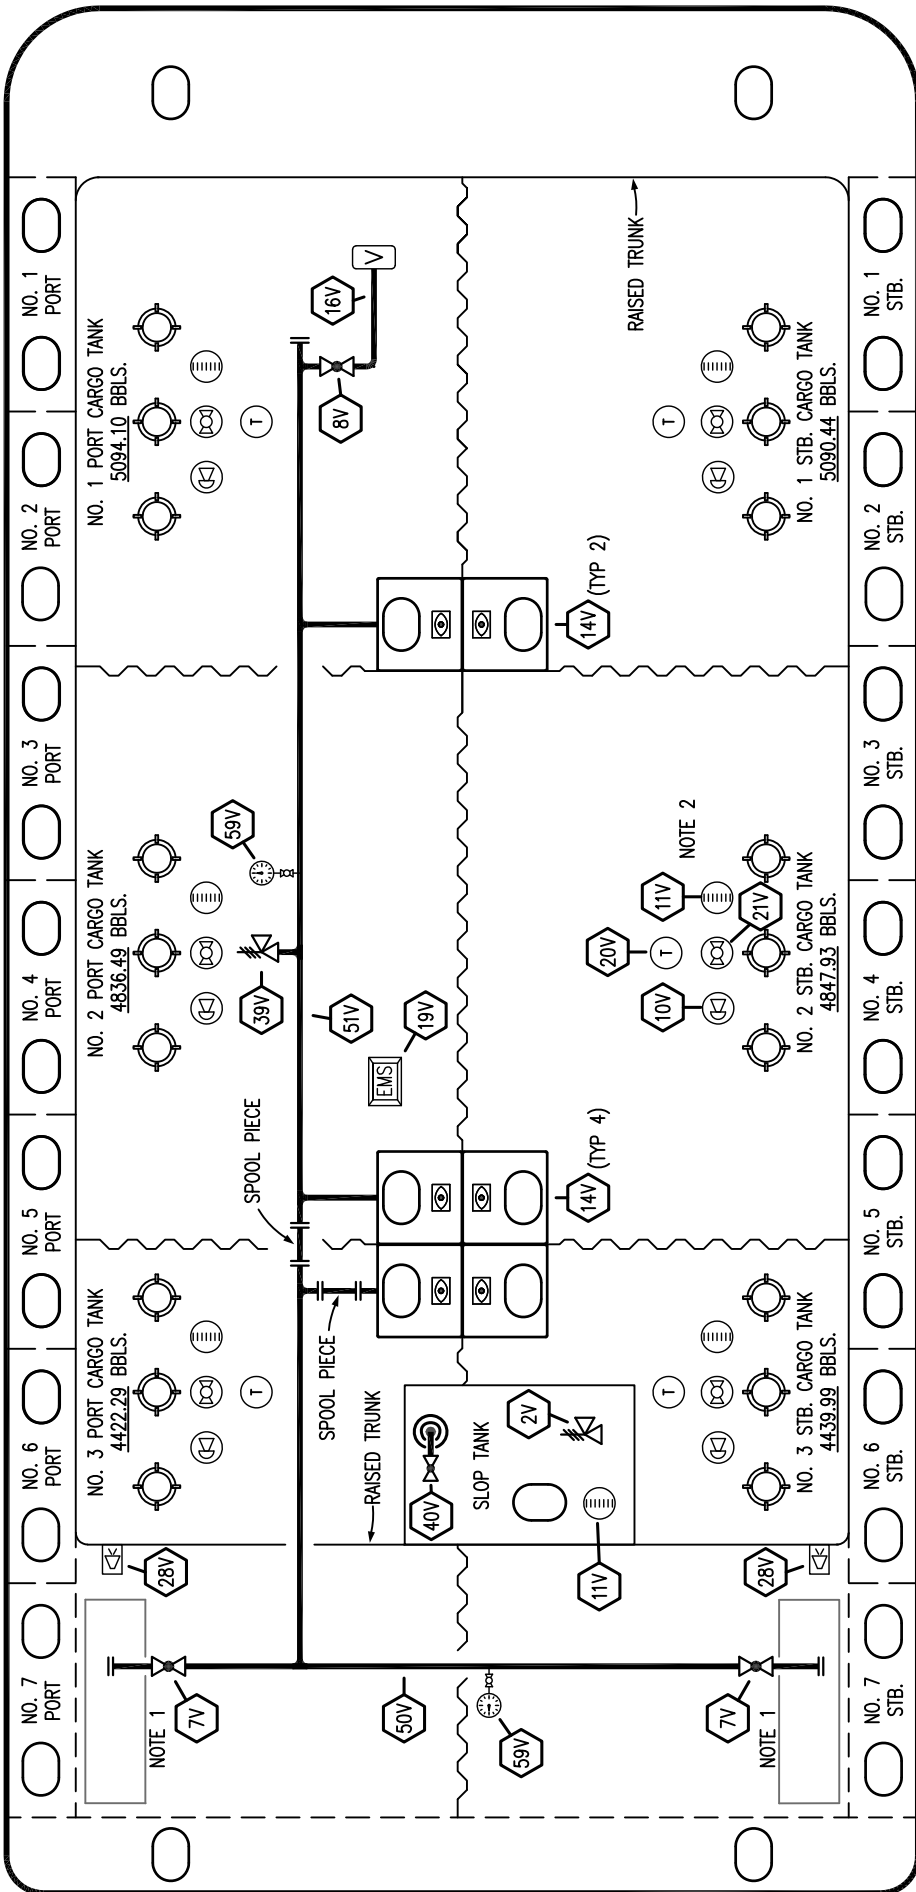 NO. 1
PORT
NO. 2
PORT
NO. 3
PORT
NO. 4
PORT
NO. 5
PORT
NO. 6
PORT
NO. 7
PORT
NO. 1 PORT CARGO TANK
5094.10 BBLS.
T
16V
V
8V
RAISED TRUNK
T
NO. 1 STB. CARGO TANK
5090.44 BBLS.
14V
(TYP 2)
NO. 2 PORT CARGO TANK
4836.49 BBLS.
59V
39V
51V
19V
EMS
NOTE 2
11V
20V
T
21V
10V
NO. 2 STB. CARGO TANK
4847.93 BBLS.
SPOOL PIECE
14V
(TYP 4)
NO. 3 PORT CARGO TANK
4422.29 BBLS.
T
SPOOL PIECE
RAISED TRUNK
SLOP TANK
2V
40V
11V
T
NO. 3 STB. CARGO TANK
4439.99 BBLS.
28V
28V
7V
NOTE 1
50V
59V
7V
NOTE 1
NO. 1
STB.
NO. 2
STB.
NO. 3
STB.
NO. 4
STB.
NO. 5
STB.
NO. 6
STB.
NO. 7
STB.